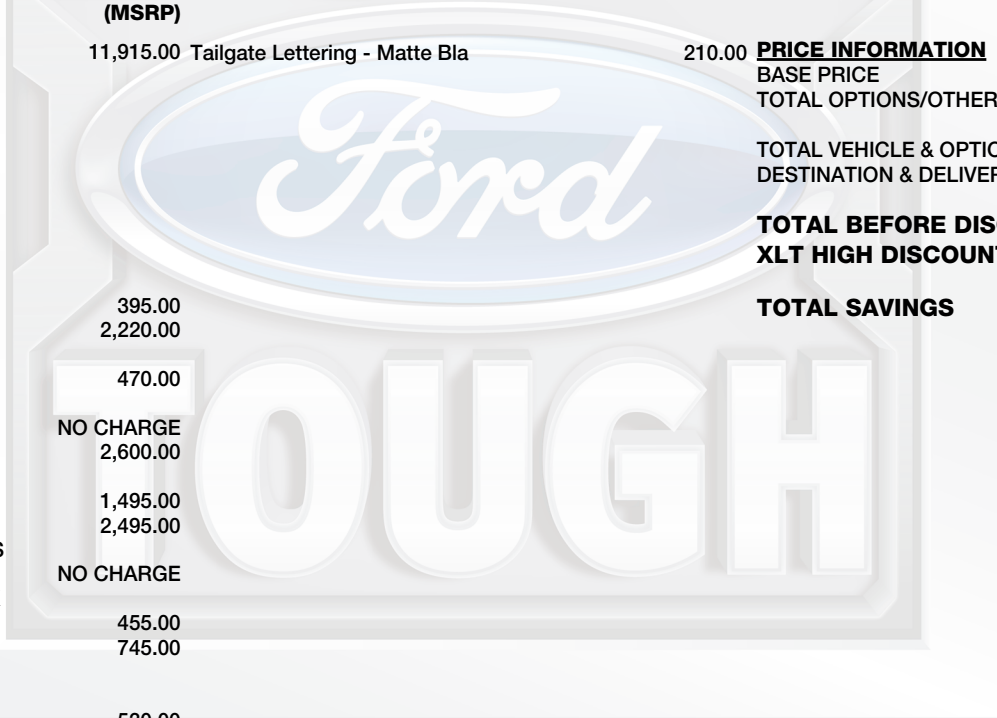 (MSRP)
11,915.00 Tailgate Lettering - Matte Bla 210.00 PRICE INFORMATION
BASE PRICE
TOTAL OPTIONS/OTHER
TOTAL VEHICLE & OPTIO
DESTINATION & DELIVER
TOTAL BEFORE DIS
XLT HIGH DISCOUNT
Ford
395.00 TOTAL SAVINGS
2,220.00
TOUGH
470.00
NO CHARGE
2,600.00
1,495.00
2,495.00
S
NO CHARGE
455.00
745.00